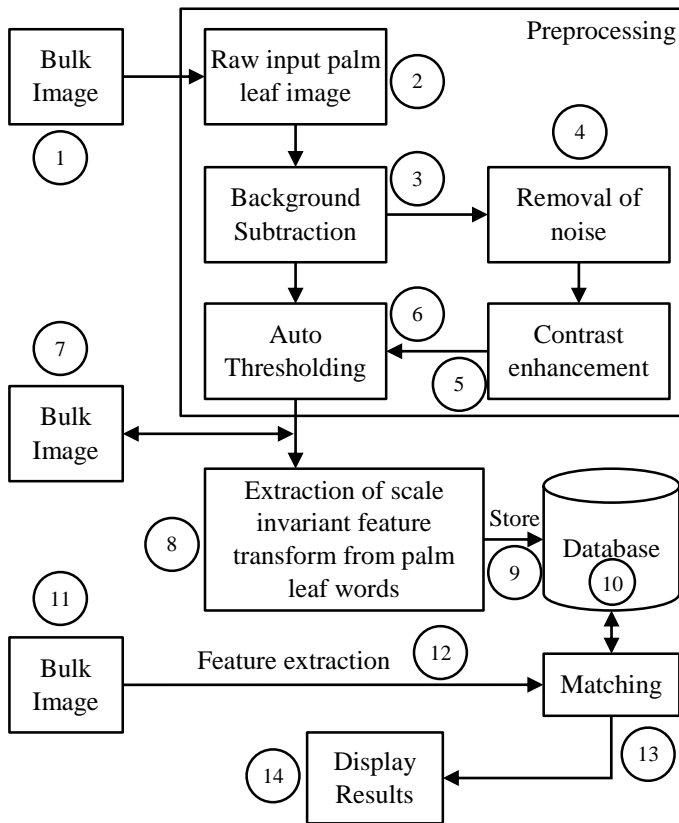 Preprocessing
Bulk
Image
1
Raw input palm
leaf image
2
Background
Subtraction
3
4
Removal of
noise
Auto
Thresholding
6
5
Contrast
enhancement
7
Bulk
Image
8
Extraction of scale
invariant feature
transform from palm
leaf words
Store
9
Database
10
11
Bulk
Image
Feature extraction
12
Matching
13
14
Display
Results